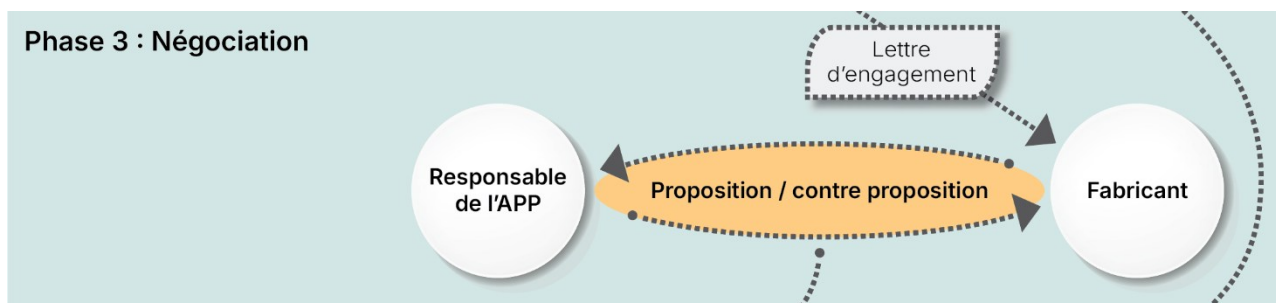 Phase 3 : Négociation
Lettre
d’engagement
Responsable
de l’APP
Proposition / contre proposition
Fabricant